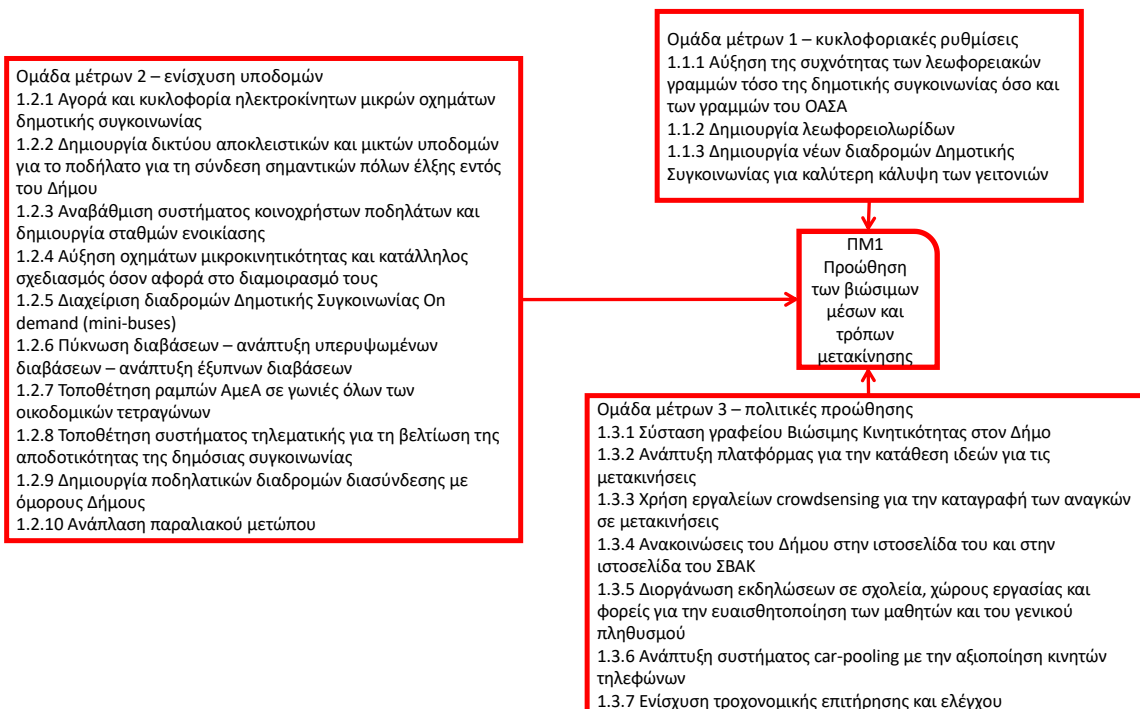 Ομάδα μέτρων 1 – κυκλοφοριακές ρυθμίσεις
1.1.1 Αύξηση της συχνότητας των λεωφορειακών
γραμμών τόσο της δημοτικής συγκοινωνίας όσο και
των γραμμών του ΟΑΣΑ
1.1.2 Δημιουργία λεωφορειολωρίδων
1.1.3 Δημιουργία νέων διαδρομών Δημοτικής
Συγκοινωνίας για καλύτερη κάλυψη των γειτονιών
Ομάδα μέτρων 2 – ενίσχυση υποδομών
1.2.1 Αγορά και κυκλοφορία ηλεκτροκίνητων μικρών οχημάτων
δημοτικής συγκοινωνίας
1.2.2 Δημιουργία δικτύου αποκλειστικών και μικτών υποδομών
για το ποδήλατο για τη σύνδεση σημαντικών πόλων έλξης εντός
του Δήμου
1.2.3 Αναβάθμιση συστήματος κοινοχρήστων ποδηλάτων και
δημιουργία σταθμών ενοικίασης
1.2.4 Αύξηση οχημάτων μικροκινητικότητας και κατάλληλος
σχεδιασμός όσον αφορά στο διαμοιρασμό τους
1.2.5 Διαχείριση διαδρομών Δημοτικής Συγκοινωνίας On
demand (mini-buses)
1.2.6 Πύκνωση διαβάσεων – ανάπτυξη υπερυψωμένων
διαβάσεων – ανάπτυξη έξυπνων διαβάσεων
1.2.7 Τοποθέτηση ραμπών ΑμεΑ σε γωνιές όλων των
οικοδομικών τετραγώνων
1.2.8 Τοποθέτηση συστήματος τηλεματικής για τη βελτίωση της
αποδοτικότητας της δημόσιας συγκοινωνίας
1.2.9 Δημιουργία ποδηλατικών διαδρομών διασύνδεσης με
όμορους Δήμους
1.2.10 Ανάπλαση παραλιακού μετώπου
ΠΜ1
Προώθηση
των βιώσιμων
μέσων και
τρόπων
μετακίνησης
Ομάδα μέτρων 3 – πολιτικές προώθησης
1.3.1 Σύσταση γραφείου Βιώσιμης Κινητικότητας στον Δήμο
1.3.2 Ανάπτυξη πλατφόρμας για την κατάθεση ιδεών για τις
μετακινήσεις
1.3.3 Χρήση εργαλείων crowdsensing για την καταγραφή των αναγκών
σε μετακινήσεις
1.3.4 Ανακοινώσεις του Δήμου στην ιστοσελίδα του και στην
ιστοσελίδα του ΣΒΑΚ
1.3.5 Διοργάνωση εκδηλώσεων σε σχολεία, χώρους εργασίας και
φορείς για την ευαισθητοποίηση των μαθητών και του γενικού
πληθυσμού
1.3.6 Ανάπτυξη συστήματος car-pooling με την αξιοποίηση κινητών
τηλεφώνων
1.3.7 Ενίσχυση τροχονομικής επιτήρησης και ελέγχου